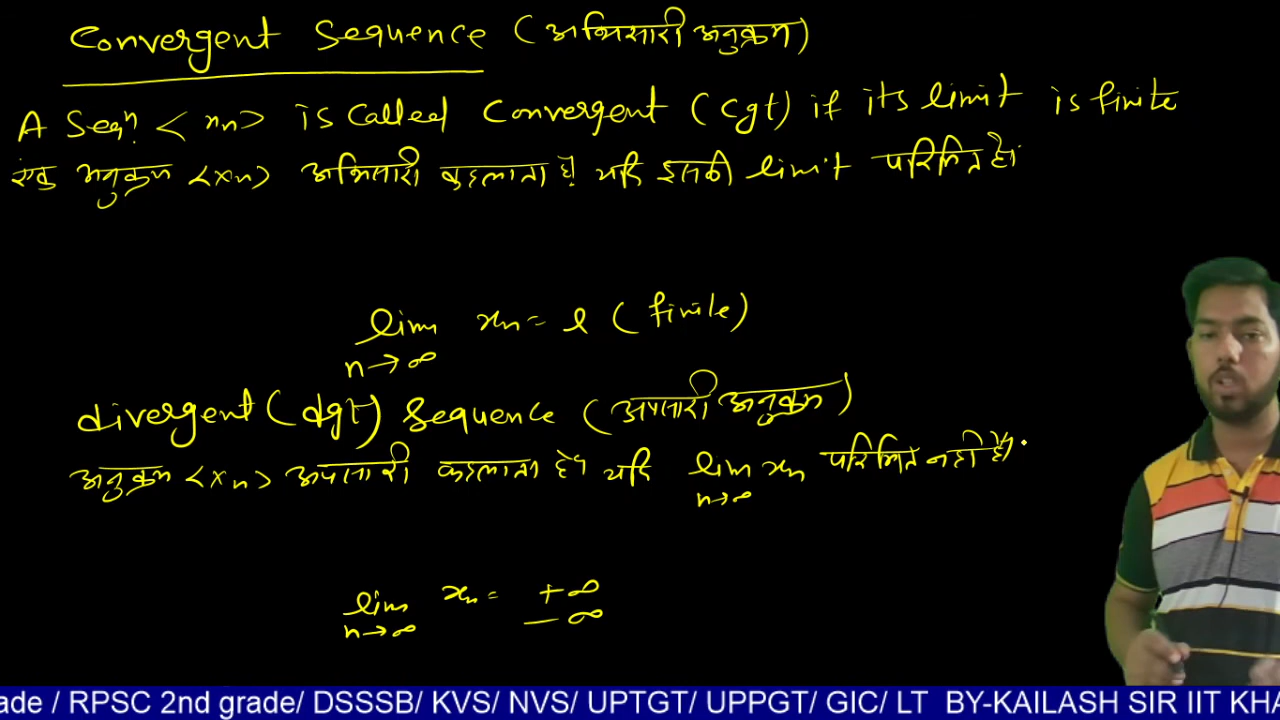 Convergent Sequence (अभिसारी अनुक्रम)
A Seqn. < xn > is Called Convergent (Cgt) if its limit is finite
एक अनुक्रम <xn> अभिसारी कहलाता है यदि इसकी limit परिमित है।
lim xn = l (finite)
n→∞
divergent (dgt) Sequence (अपसारी अनुक्रम)
अनुक्रम <xn> अपसारी कहलाता है। यदि lim xn परिमित नही है।
n→∞
lim xn = +∞
n→∞ -∞
ade / RPSC 2nd grade/ DSSSB/ KVS/ NVS/ UPTGT/ UPPGT/ GIC/ LT BY-KAILASH SIR IIT KHA